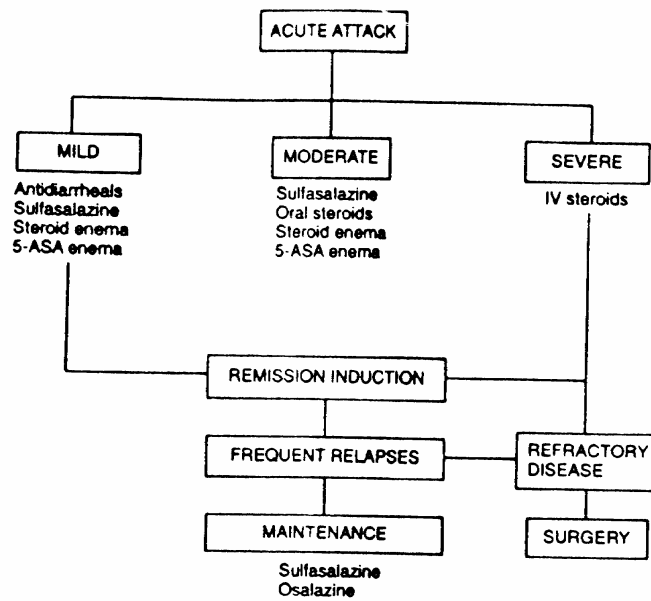 ACUTE ATTACK
MILD
Antidiarrheals
Sulfasalazine
Steroid enema
5-ASA enema
MODERATE
Sulfasalazine
Oral steroids
Steroid enema
5-ASA enema
SEVERE
IV steroids
REMISSION INDUCTION
FREQUENT RELAPSES
REFRACTORY
DISEASE
MAINTENANCE
Sulfasalazine
Osalazine
SURGERY